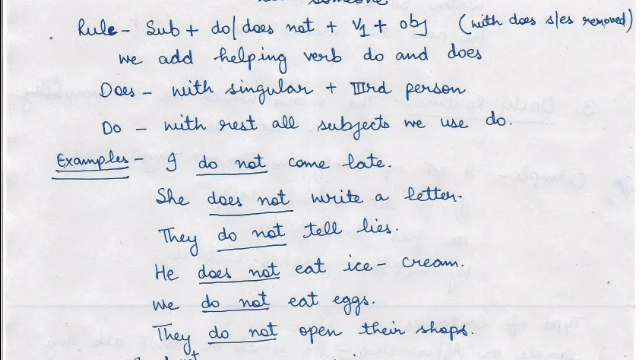 someone
Rule - Sub + do/does not + V1 + obj (with does s/es removed)
we add helping verb do and does
Does - with singular + IIIrd person
Do - with rest all subjects we use do.
Examples - I do not come late.
She does not write a letter.
They do not tell lies.
He does not eat ice-cream.
We do not eat eggs.
They do not open their shops.